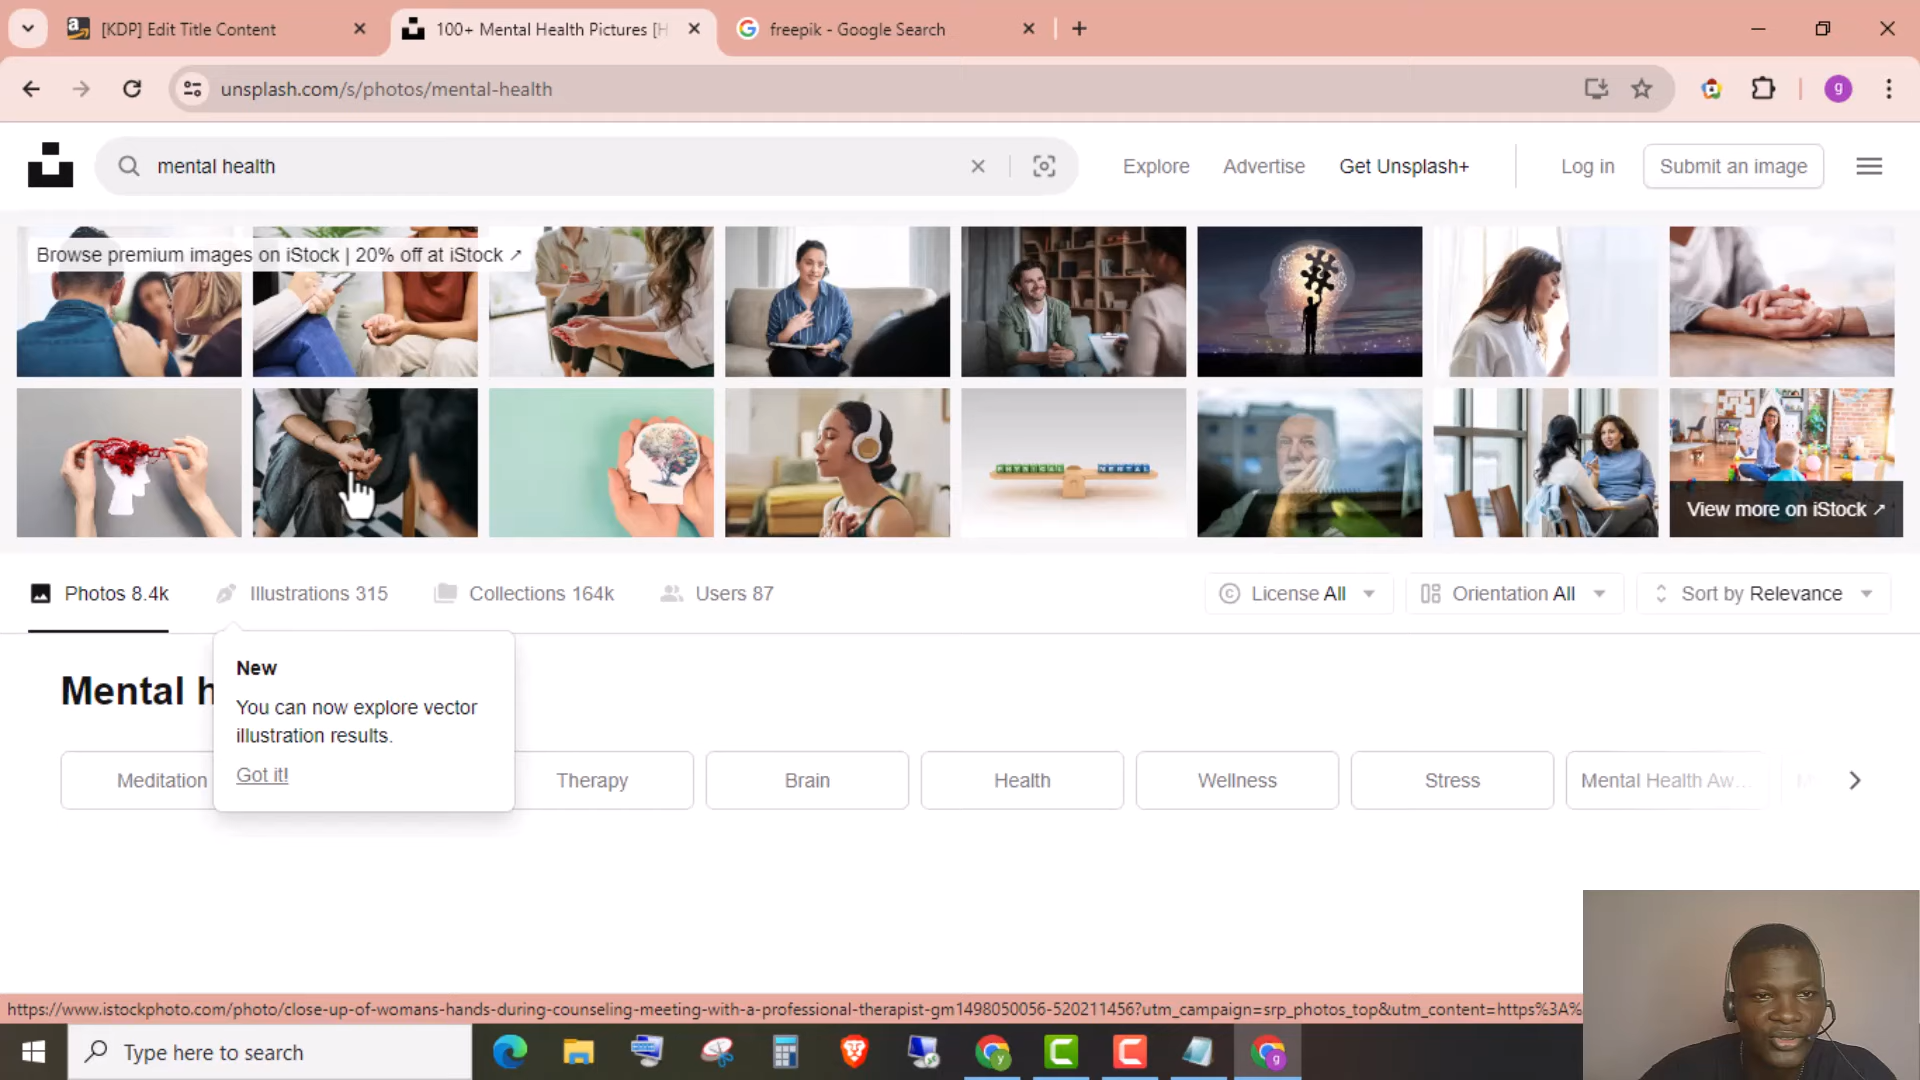 [KDP] Edit Title Content
100+ Mental Health Pictures [H
freepik - Google Search
unsplash.com/s/photos/mental-health
g
mental health
Explore
Advertise
Get Unsplash+
Log in
Submit an image
Browse premium images on iStock | 20% off at iStock ↗
PHYSICAL
MENTAL
View more on iStock ↗
Photos 8.4k
Illustrations 315
Collections 164k
Users 87
License All
Orientation All
Sort by Relevance
Mental h
New
You can now explore vector
illustration results.
Got it!
Meditation
Therapy
Brain
Health
Wellness
Stress
Mental Health Aw...
https://www.istockphoto.com/photo/close-up-of-womans-hands-during-counseling-meeting-with-a-professional-therapist-gm1498050056-520211456?utm_campaign=srp_photos_top&utm_content=https%3A%
Type here to search
y
g